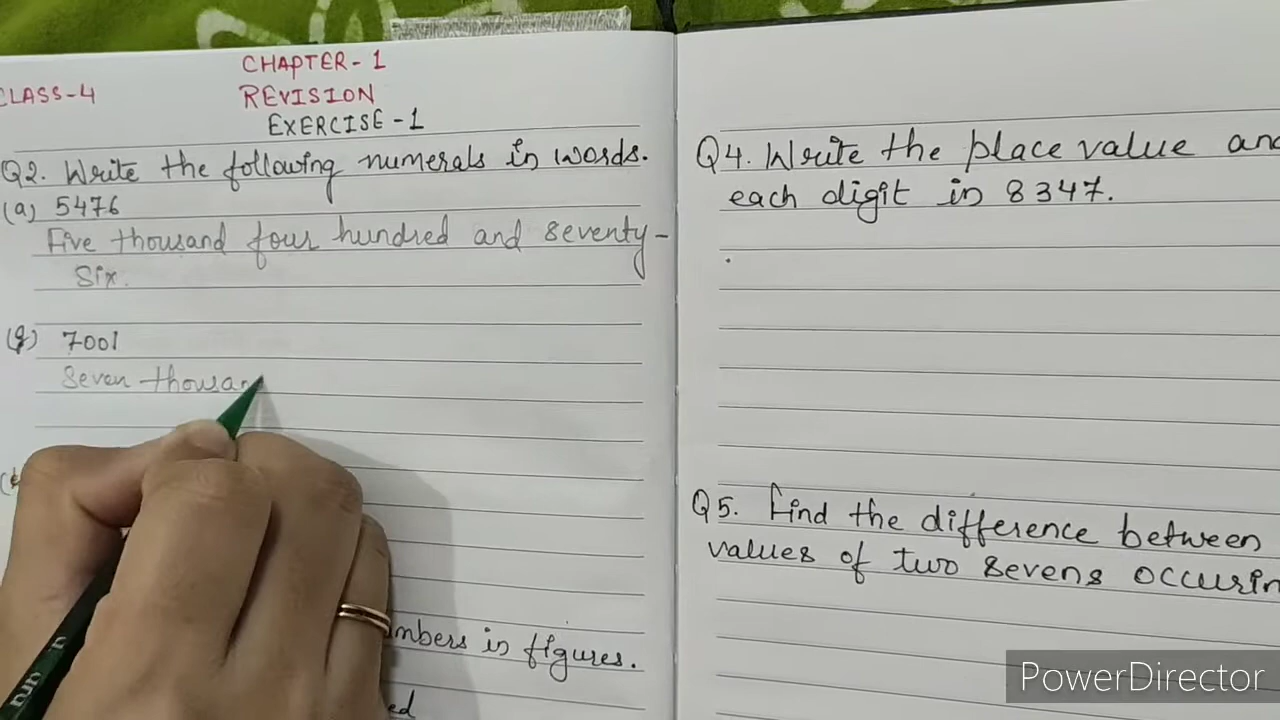 CHAPTER-1
CLASS-4
REVISION
EXERCISE-1
Q2. Write the following numerals in words.
(a) 5476
Five thousand four hundred and seventy-
Six.
(g) 7001
Seven thousan
in figures.
Q4. Write the place value an
each digit in 8347.
Q5. Find the difference between
values of two sevens occurin
PowerDirector